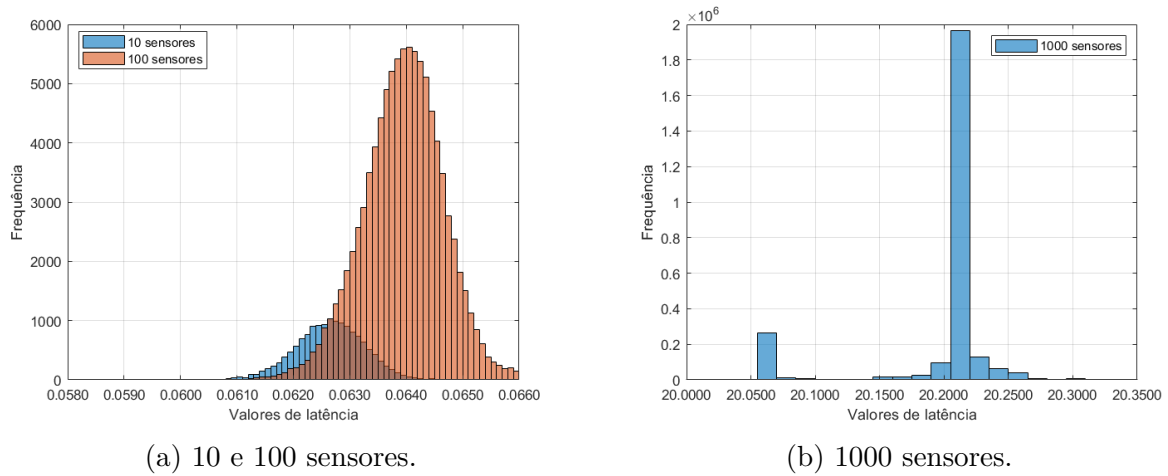 6000
5000
4000
3000
2000
1000
0
Frequência
10 sensores
100 sensores
0.0580 0.0590 0.0600 0.0610 0.0620 0.0630 0.0640 0.0650 0.0660
Valores de latência
(a) 10 e 100 sensores.
×10⁶
2
1.8
1.6
1.4
1.2
1
0.8
0.6
0.4
0.2
0
Frequência
1000 sensores
20.0000 20.0500 20.1000 20.1500 20.2000 20.2500 20.3000 20.3500
Valores de latência
(b) 1000 sensores.